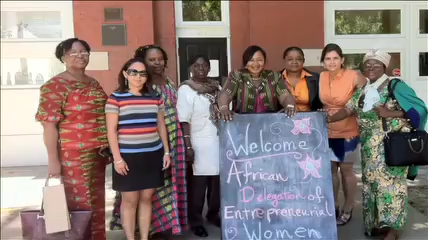 Welcome
African
Delegation of
Entrepreneurial
Women